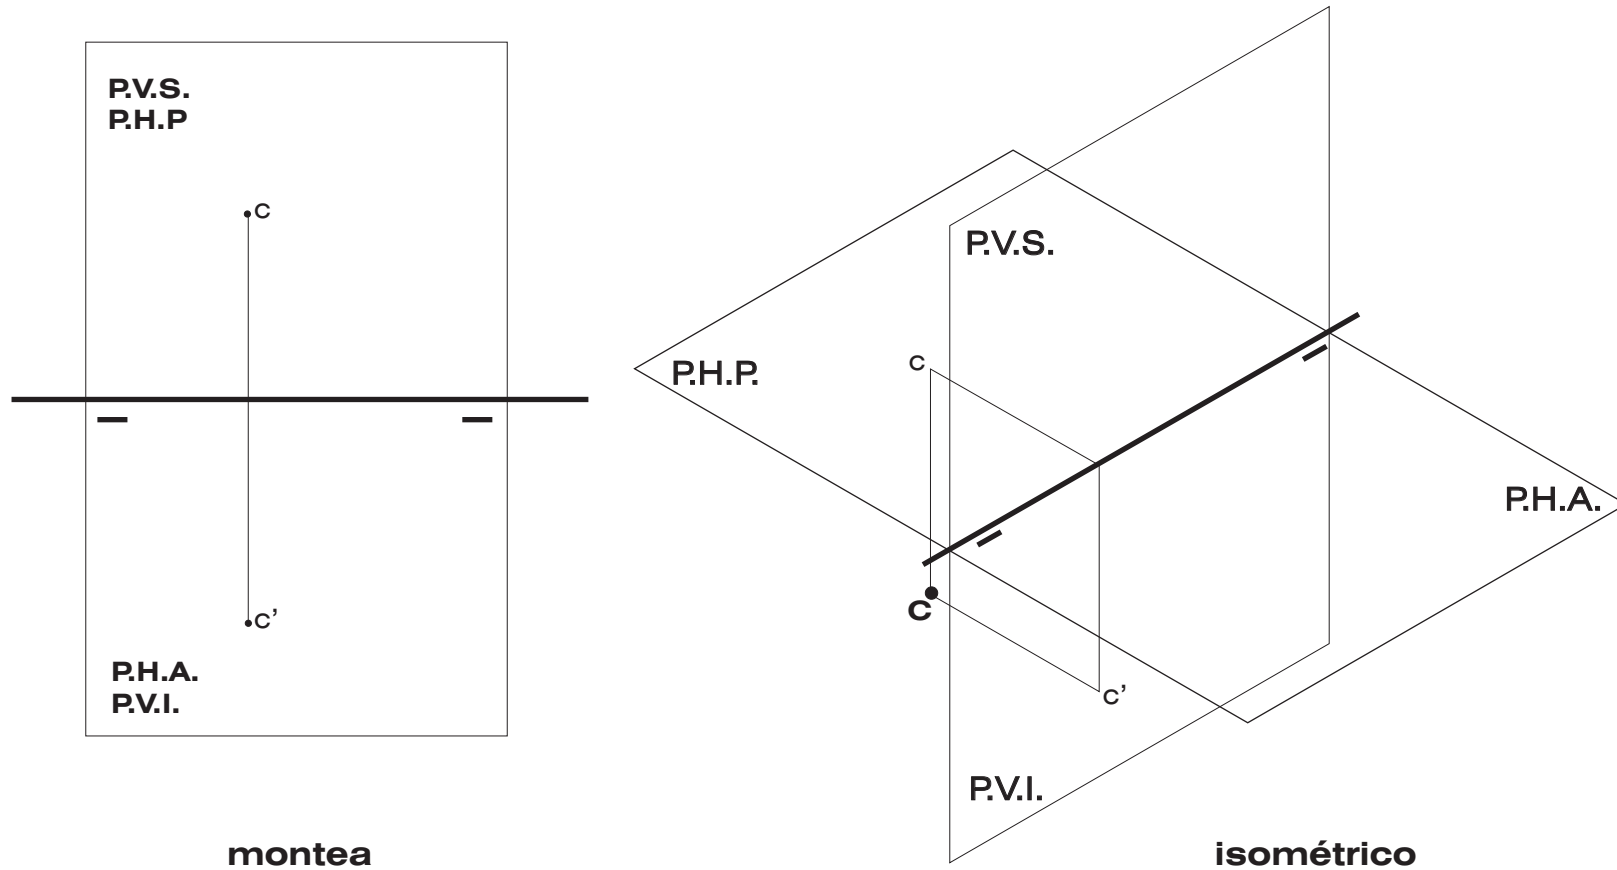 P.V.S.
P.H.P
C
C’
P.H.A.
P.V.I.
montea
P.V.S.
P.H.P.
C
P.H.A.
C
C’
P.V.I.
isométrico